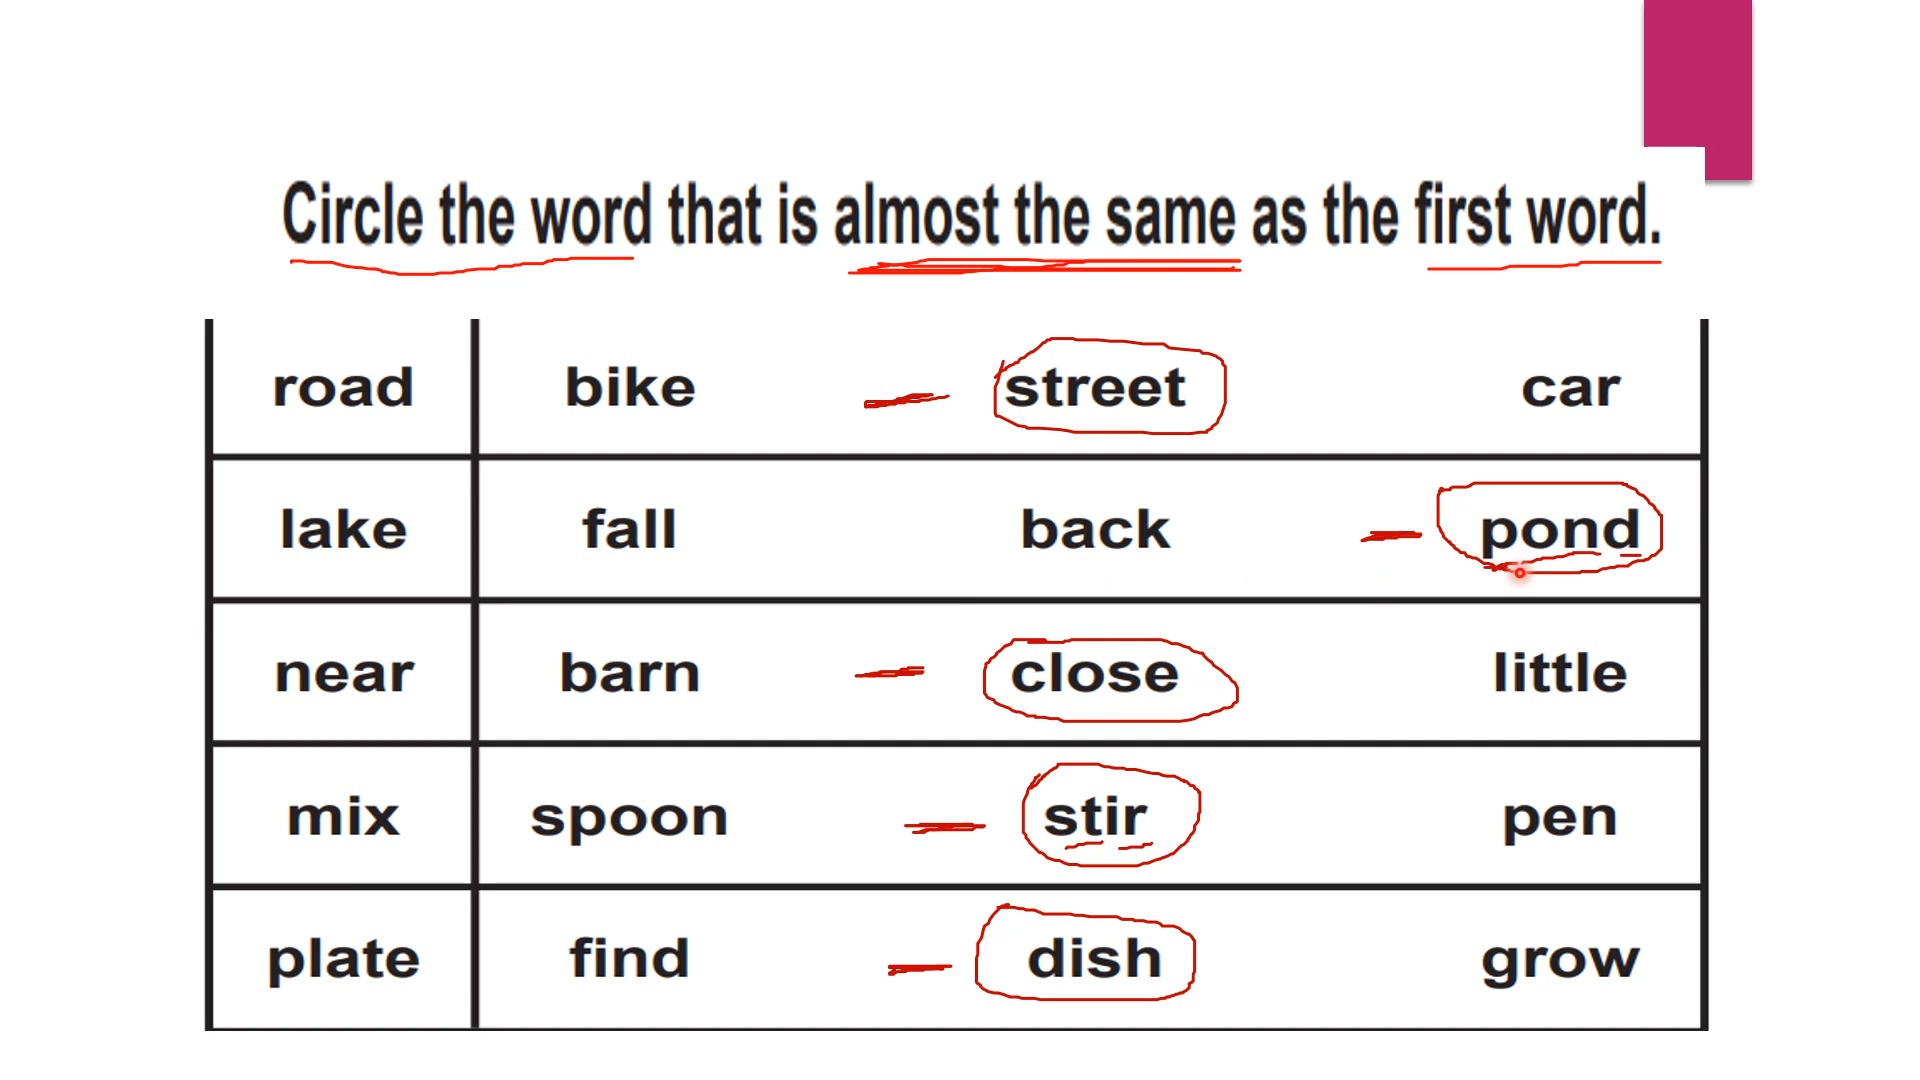 Circle the word that is almost the same as the first word.
road bike street car
lake fall back pond
near barn close little
mix spoon stir pen
plate find dish grow